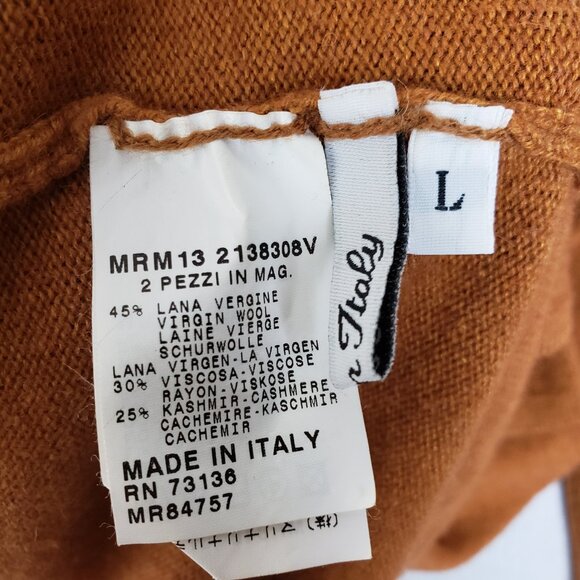 MRM13 2138308V
2 PEZZI IN MAG.
45% LANA VERGINE
VIRGIN WOOL
LAINE VIERGE
SCHURWOLLE
LANA VIRGEN-LA VIRGEN
30% VISCOSA-VISCOSE
RAYON-VISKOSE
25% KASHMIR-CASHMERE
CACHEMIRE-KASCHMIR
CACHEMIR
MADE IN ITALY
RN 73136
MR84757
Italy
L